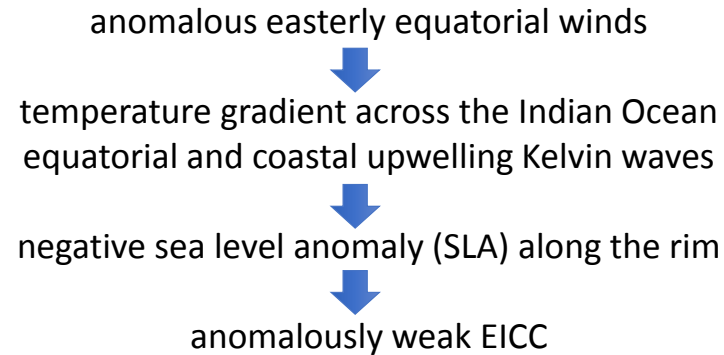 anomalous easterly equatorial winds
temperature gradient across the Indian Ocean
equatorial and coastal upwelling Kelvin waves
negative sea level anomaly (SLA) along the rim
anomalously weak EICC